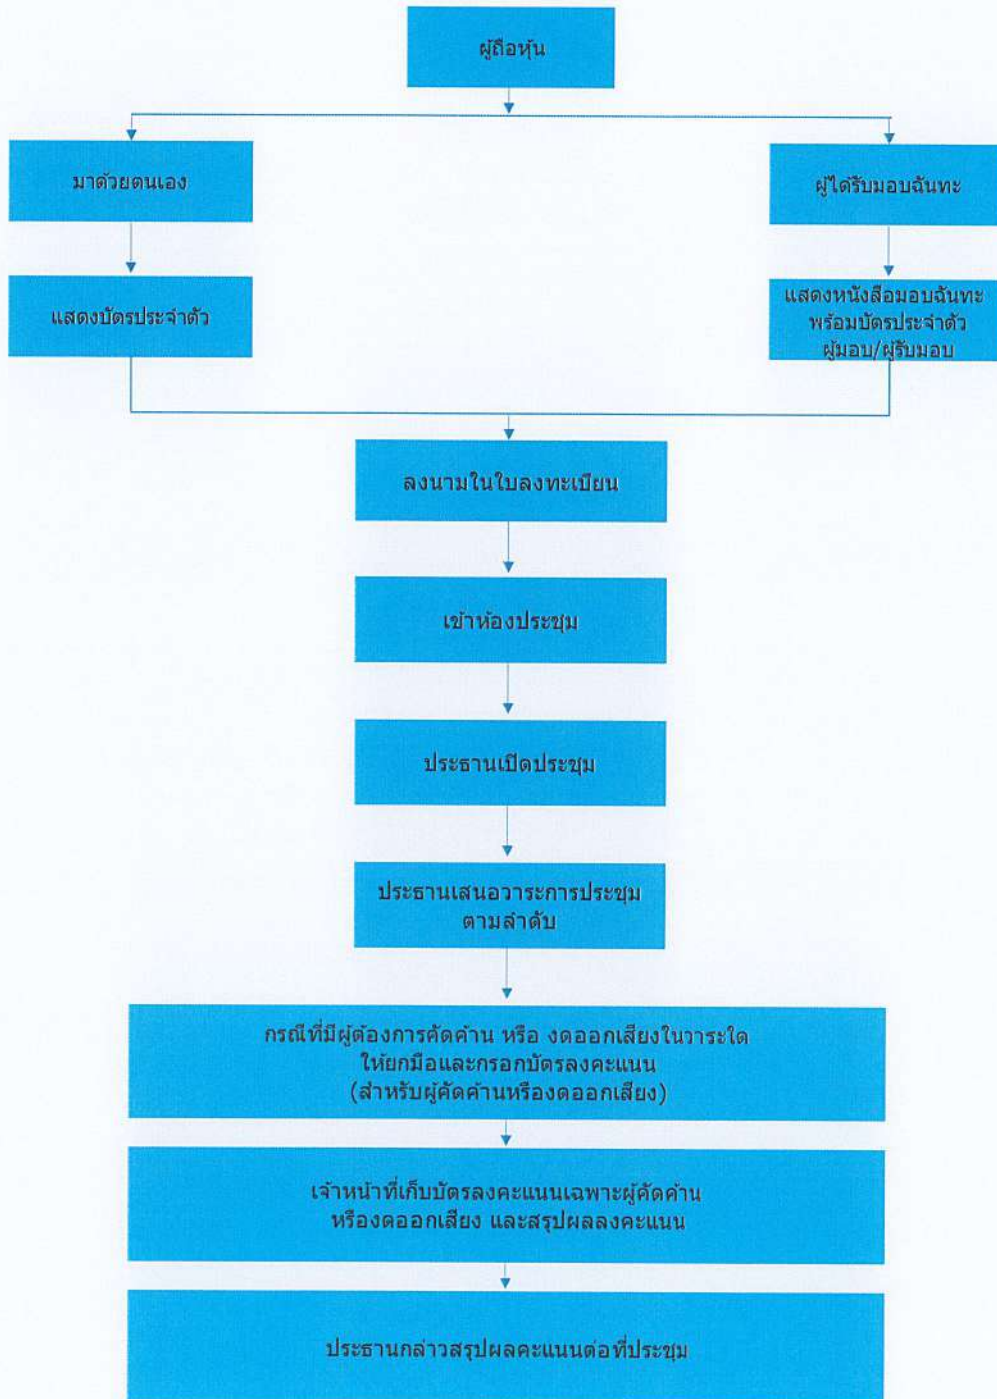 ผู้ถือหุ้น
มาด้วยตนเอง
ผู้ได้รับมอบฉันทะ
แสดงบัตรประจำตัว
แสดงหนังสือมอบฉันทะ
พร้อมบัตรประจำตัว
ผู้มอบ/ผู้รับมอบ
ลงนามในใบลงทะเบียน
เข้าห้องประชุม
ประธานเปิดประชุม
ประธานเสนอวาระการประชุม
ตามลำดับ
กรณีที่มีผู้ต้องการคัดค้าน หรือ งดออกเสียงในวาระใด
ให้ยกมือและกรอกบัตรลงคะแนน
(สำหรับผู้คัดค้านหรืองดออกเสียง)
เจ้าหน้าที่เก็บบัตรลงคะแนนเฉพาะผู้คัดค้าน
หรืองดออกเสียง และสรุปผลลงคะแนน
ประธานกล่าวสรุปผลคะแนนต่อที่ประชุม